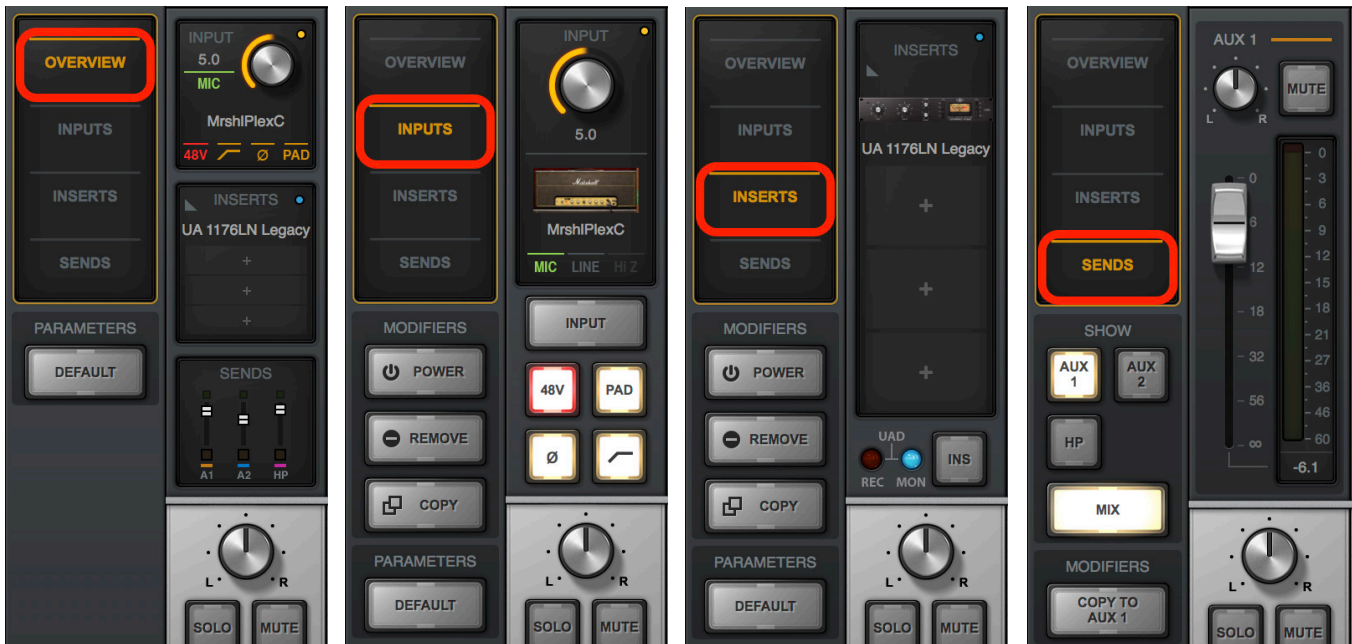 OVERVIEW
INPUTS
INSERTS
SENDS
PARAMETERS
DEFAULT
INPUT
5.0
MIC
MrshlPlexC
48V Ø PAD
INSERTS
UA 1176LN Legacy
+
+
+
SENDS
A1 A2 HP
L R
SOLO MUTE
OVERVIEW
INPUTS
INSERTS
SENDS
MODIFIERS
POWER
REMOVE
COPY
PARAMETERS
DEFAULT
INPUT
5.0
Marshall
MrshlPlexC
MIC LINE Hi Z
INPUT
48V PAD
Ø
L R
SOLO MUTE
OVERVIEW
INPUTS
INSERTS
SENDS
MODIFIERS
POWER
REMOVE
COPY
PARAMETERS
DEFAULT
INSERTS
UA 1176LN Legacy
+
+
+
UAD
REC MON INS
L R
SOLO MUTE
OVERVIEW
INPUTS
INSERTS
SENDS
SHOW
AUX 1
AUX 2
HP
MIX
MODIFIERS
COPY TO
AUX 1
AUX 1
MUTE
L R
0
6
12
18
32
56
∞
0
3
6
9
12
15
18
21
27
36
46
60
-6.1
L R
SOLO MUTE